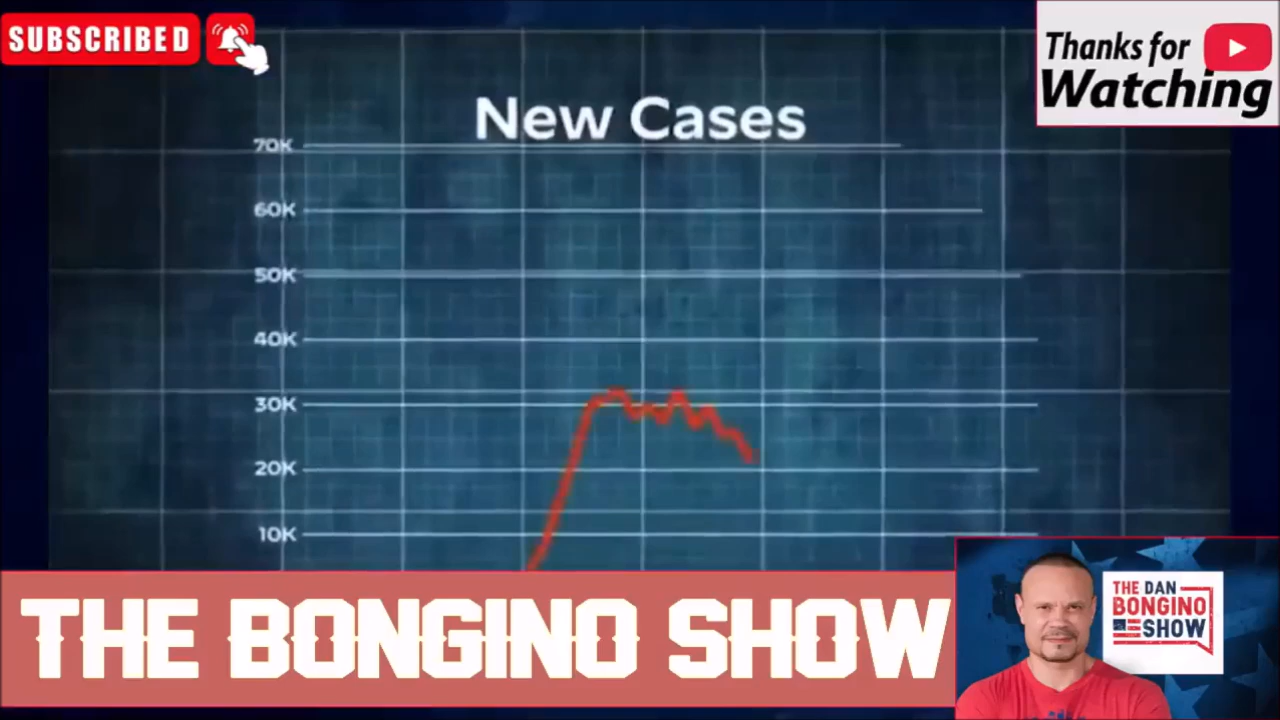 SUBSCRIBED
Thanks for
Watching
New Cases
70K
60K
50K
40K
30K
20K
10K
THE BONGINO SHOW
THE DAN
BONGINO
SHOW